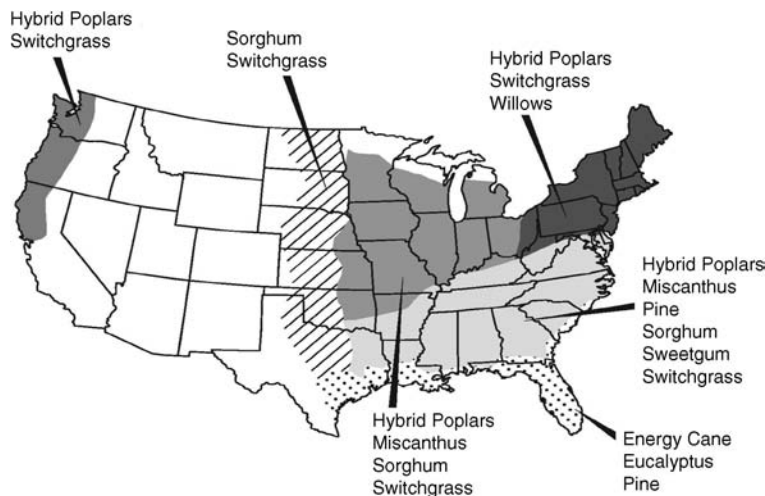 Hybrid Poplars
Switchgrass
Sorghum
Switchgrass
Hybrid Poplars
Switchgrass
Willows
Hybrid Poplars
Miscanthus
Pine
Sorghum
Sweetgum
Switchgrass
Hybrid Poplars
Miscanthus
Sorghum
Switchgrass
Energy Cane
Eucalyptus
Pine